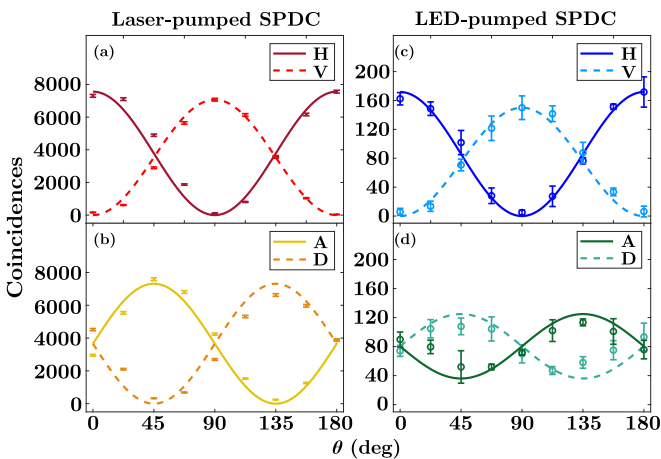 Laser-pumped SPDC
LED-pumped SPDC
Coincidences
(a)
H
V
8000
6000
4000
2000
0
(c)
H
V
160
120
80
40
0
(b)
A
D
8000
6000
4000
2000
0
0 45 90 135 180
(d)
A
D
160
120
80
40
0
0 45 90 135 180
θ (deg)